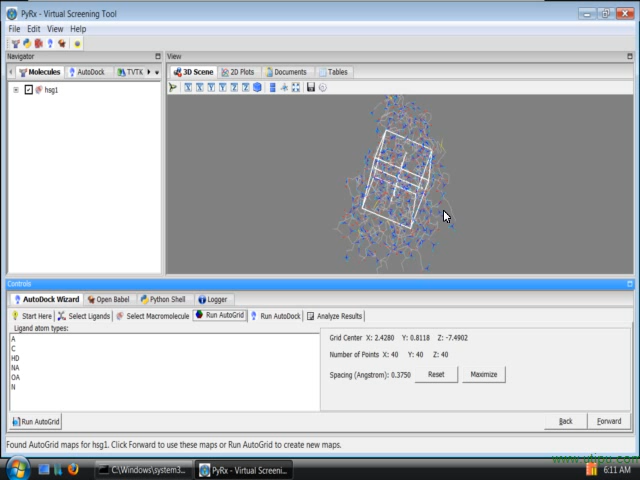 PyRx - Virtual Screening Tool
File Edit View Help
Navigator
View
Molecules AutoDock TVTK
3D Scene 2D Plots Documents Tables
hsg1
Controls
AutoDock Wizard Open Babel Python Shell Logger
Start Here Select Ligands Select Macromolecule Run AutoGrid Run AutoDock Analyze Results
Ligand atom types:
A
C
HD
NA
OA
N
Grid Center X: 2.4280 Y: 0.8118 Z: -7.4902
Number of Points X: 40 Y: 40 Z: 40
Spacing (Angstrom): 0.3750 Reset Maximize
Run AutoGrid Back Forward
Found AutoGrid maps for hsg1. Click Forward to use these maps or Run AutoGrid to create new maps.
C:\Windows\system3... PyRx - Virtual Screeni... 6:11 AM